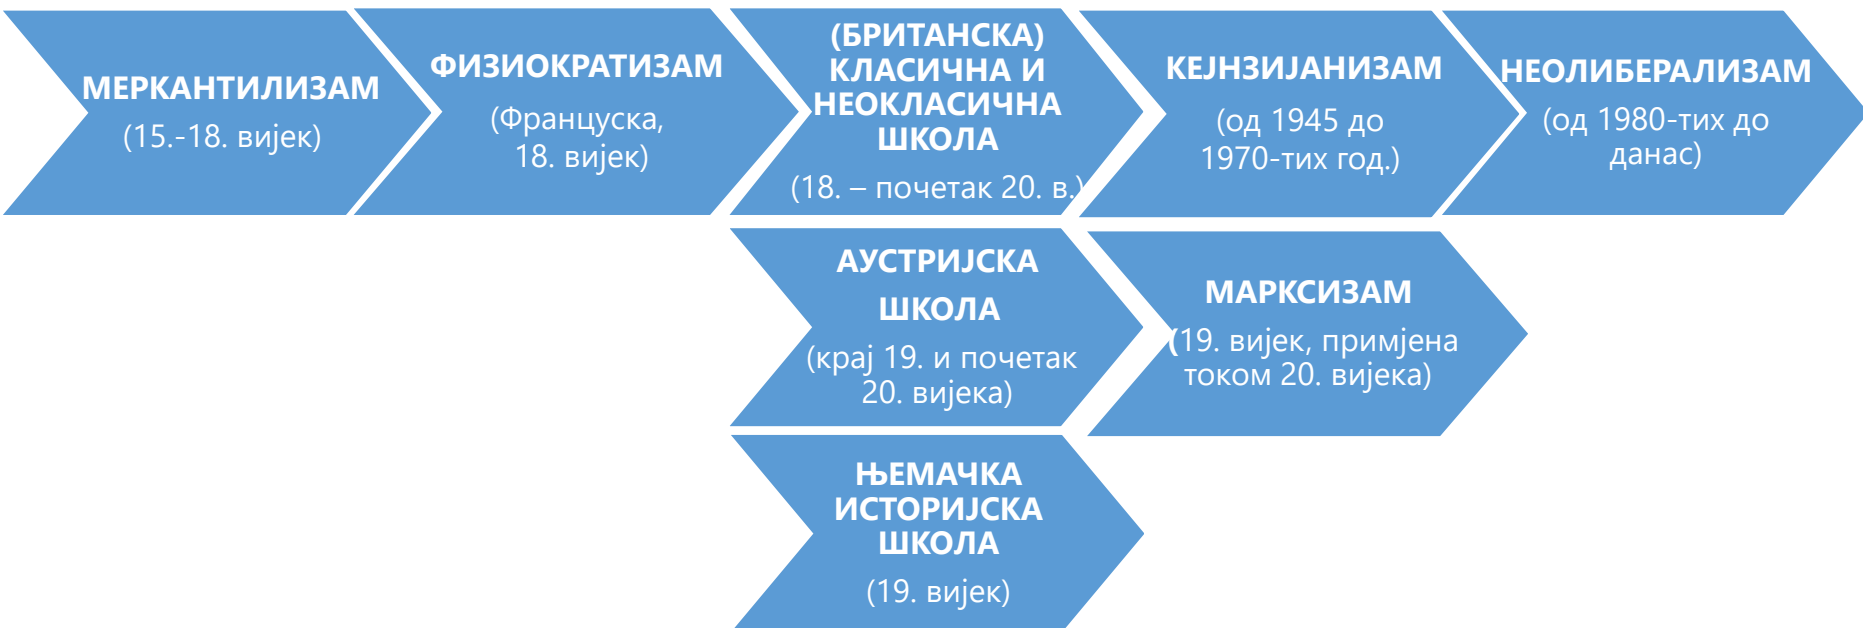 МЕРКАНТИЛИЗАМ
(15.-18. вијек)
ФИЗИОКРАТИЗАМ
(Француска,
18. вијек)
(БРИТАНСКА)
КЛАСИЧНА И
НЕОКЛАСИЧНА
ШКОЛА
(18. – почетак 20. в.)
КЕЈНЗИЈАНИЗАМ
(од 1945 до
1970-тих год.)
НЕОЛИБЕРАЛИЗАМ
(од 1980-тих до
данас)
АУСТРИЈСКА
ШКОЛА
(крај 19. и почетак
20. вијека)
МАРКСИЗАМ
(19. вијек, примјена
током 20. вијека)
ЊЕМАЧКА
ИСТОРИЈСКА
ШКОЛА
(19. вијек)